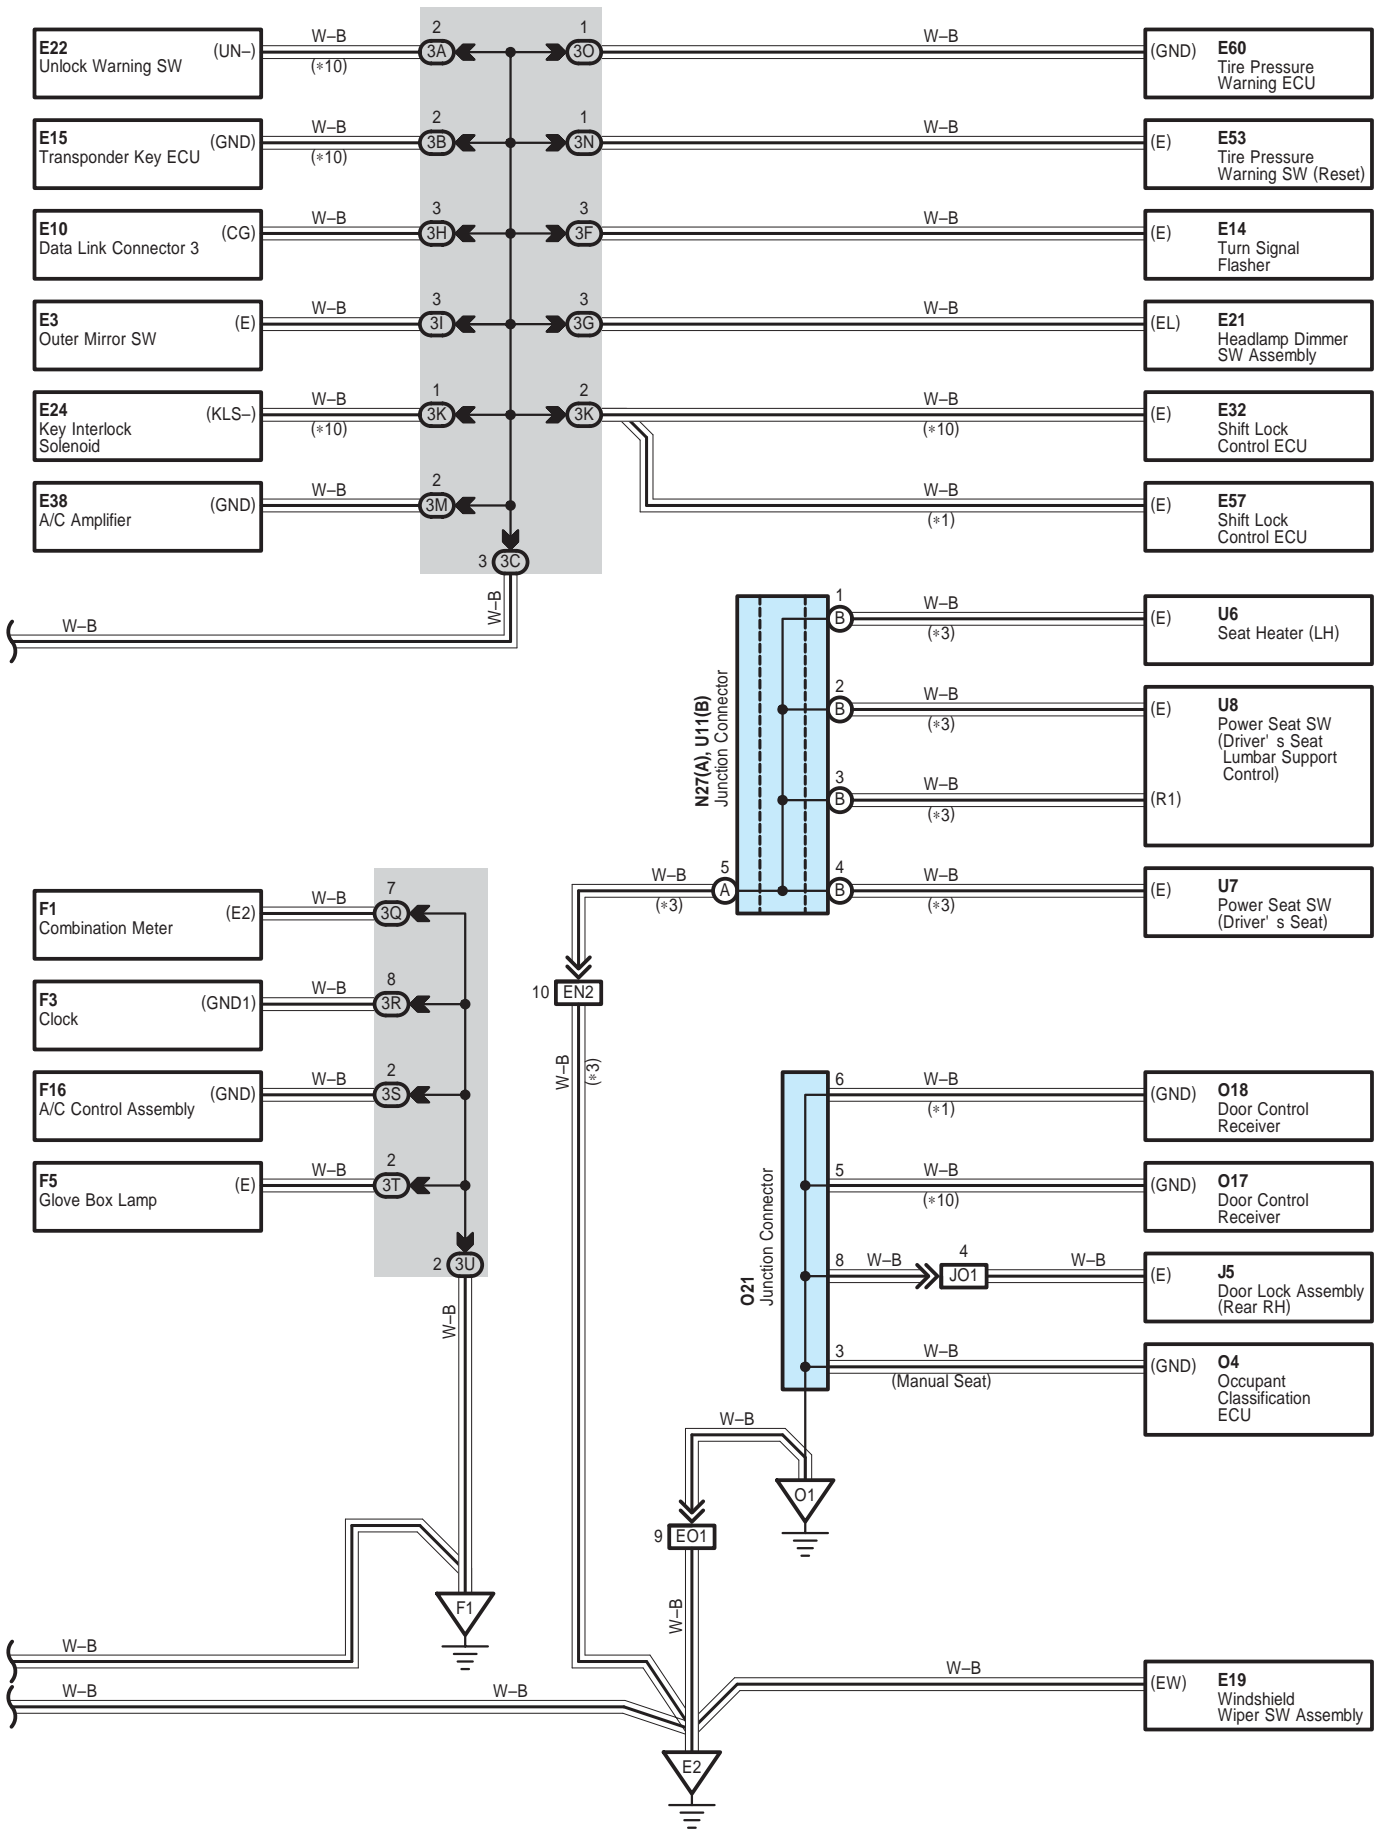 E22
Unlock Warning SW
(UN–)
W–B
(∗10)
2
3A
1
3O
W–B
(GND)
E60
Tire Pressure
Warning ECU
E15
Transponder Key ECU
(GND)
W–B
(∗10)
2
3B
1
3N
W–B
(E)
E53
Tire Pressure
Warning SW (Reset)
E10
Data Link Connector 3
(CG)
W–B
3
3H
3
3F
W–B
(E)
E14
Turn Signal
Flasher
E3
Outer Mirror SW
(E)
W–B
3
3I
3
3G
W–B
(EL)
E21
Headlamp Dimmer
SW Assembly
E24
Key Interlock
Solenoid
(KLS–)
W–B
(∗10)
1
3K
2
3K
W–B
(∗10)
(E)
E32
Shift Lock
Control ECU
E38
A/C Amplifier
(GND)
W–B
2
3M
W–B
(∗1)
(E)
E57
Shift Lock
Control ECU
3
3C
W–B
W–B
N27(A), U11(B)
Junction Connector
1
B
W–B
(∗3)
(E)
U6
Seat Heater (LH)
2
B
W–B
(∗3)
(E)
U8
Power Seat SW
(Driver' s Seat
Lumbar Support
Control)
3
B
W–B
(∗3)
(R1)
W–B
(∗3)
5
A
4
B
W–B
(∗3)
(E)
U7
Power Seat SW
(Driver' s Seat)
F1
Combination Meter
(E2)
W–B
7
3Q
F3
Clock
(GND1)
W–B
8
3R
10
EN2
W–B
(∗3)
F16
A/C Control Assembly
(GND)
W–B
2
3S
F5
Glove Box Lamp
(E)
W–B
2
3T
2
3U
W–B
O21
Junction Connector
6
W–B
(∗1)
(GND)
O18
Door Control
Receiver
5
W–B
(∗10)
(GND)
O17
Door Control
Receiver
8
W–B
4
JO1
W–B
(E)
J5
Door Lock Assembly
(Rear RH)
3
W–B
(Manual Seat)
(GND)
O4
Occupant
Classification
ECU
W–B
O1
9
EO1
W–B
F1
W–B
W–B
W–B
W–B
(EW)
E19
Windshield
Wiper SW Assembly
E2